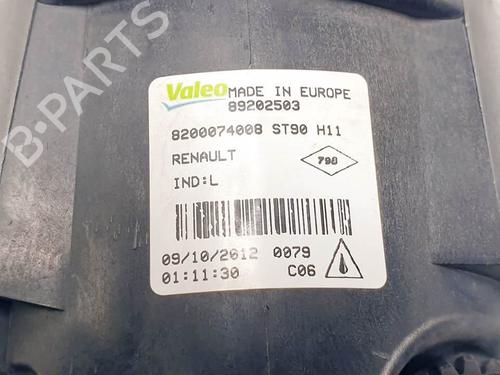 B-PARTS
Valeo MADE IN EUROPE
89202503
8200074008 ST90 H11
RENAULT 798
IND:L
09/10/2012 0079
01:11:30 C06